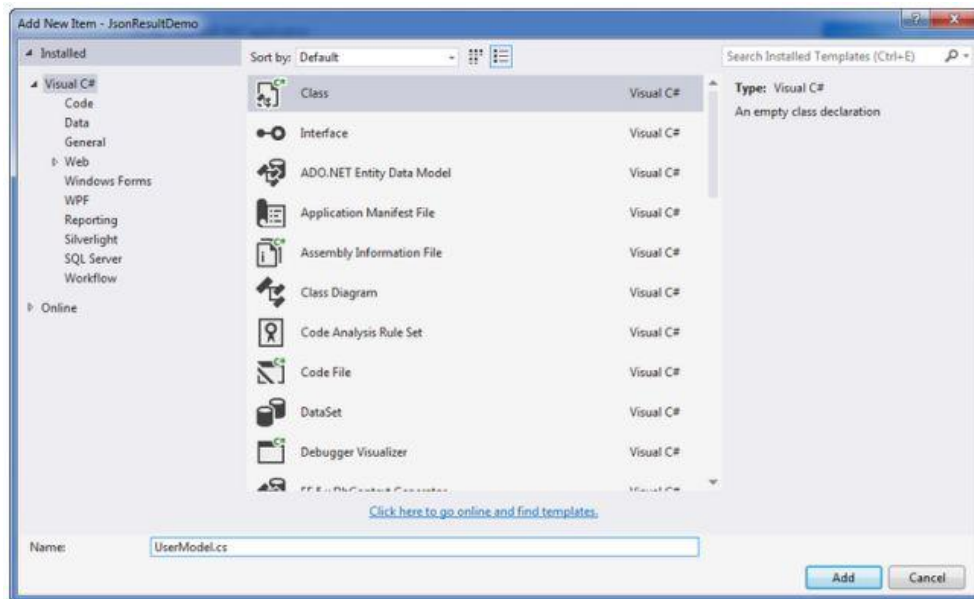 Add New Item - JsonResultDemo
Installed
Sort by: Default
Search Installed Templates (Ctrl+E)
Visual C#
Code
Data
General
Web
Windows Forms
WPF
Reporting
Silverlight
SQL Server
Workflow
Online
Class Visual C#
Interface Visual C#
ADO.NET Entity Data Model Visual C#
Application Manifest File Visual C#
Assembly Information File Visual C#
Class Diagram Visual C#
Code Analysis Rule Set Visual C#
Code File Visual C#
DataSet Visual C#
Debugger Visualizer Visual C#
Type: Visual C#
An empty class declaration
Click here to go online and find templates.
Name: UserModel.cs
Add Cancel